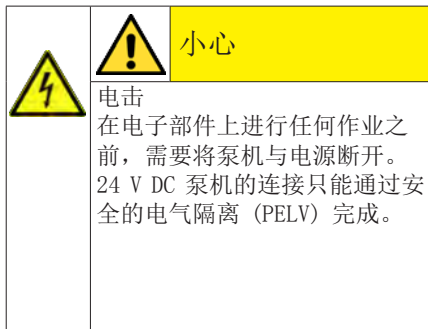 小心
电击
在电子部件上进行任何作业之
前，需要将泵机与电源断开。
24 V DC 泵机的连接只能通过安
全的电气隔离 (PELV) 完成。